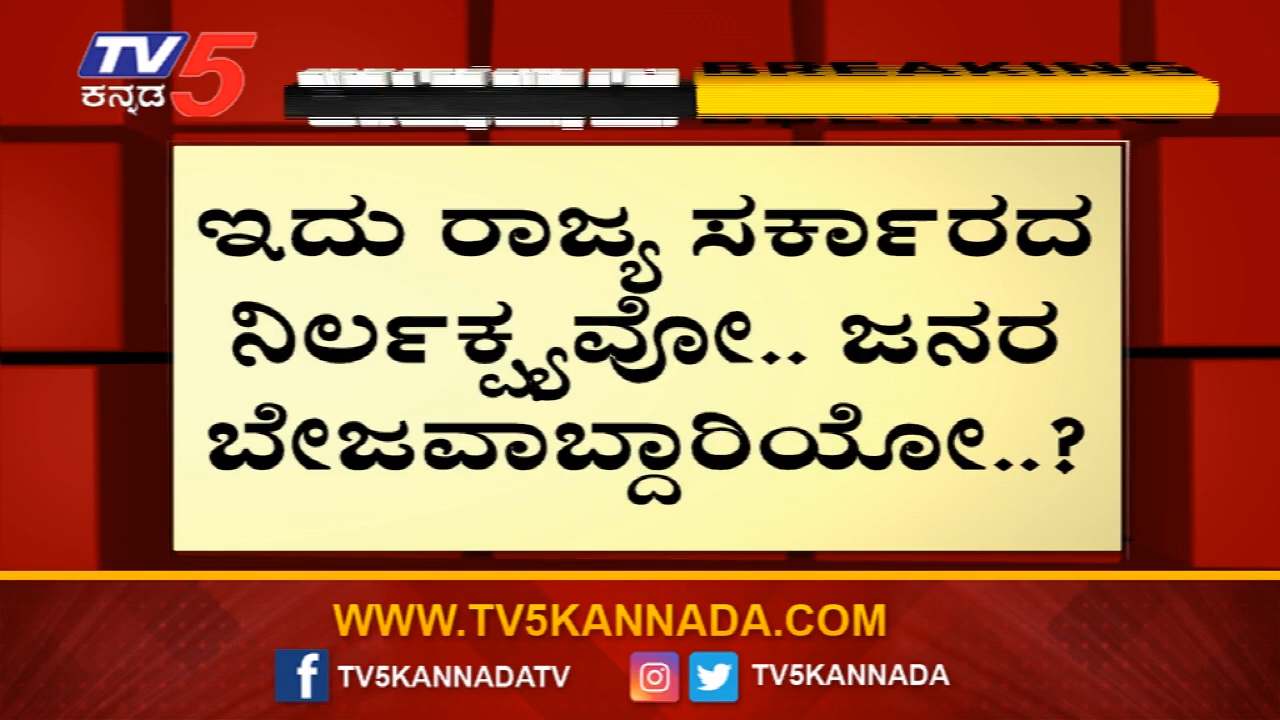 TV5
ಕನ್ನಡ
BREAKING
ಇದು ರಾಜ್ಯ ಸರ್ಕಾರದ
ನಿರ್ಲಕ್ಷ್ಯವೋ.. ಜನರ
ಬೇಜವಾಬ್ದಾರಿಯೋ..?
WWW.TV5KANNADA.COM
TV5KANNADATV
TV5KANNADA